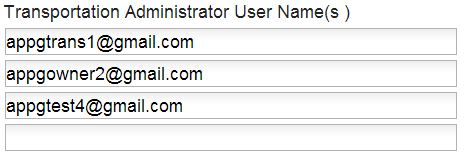 Transportation Administrator User Name(s )
appgtrans1@gmail.com
appgowner2@gmail.com
appgtest4@gmail.com